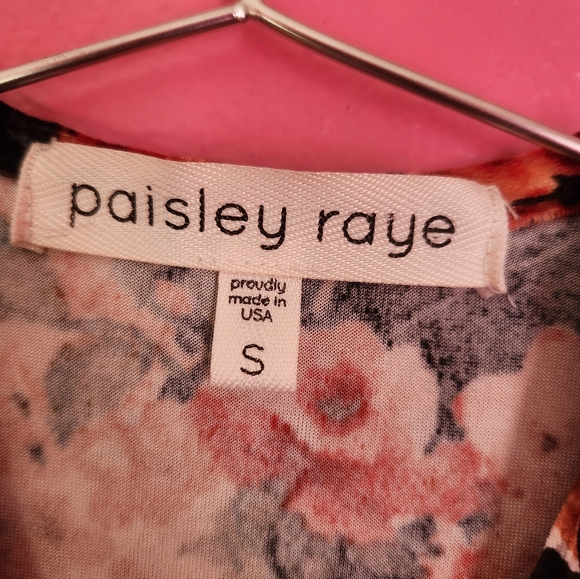 paisley raye
proudly
made in
USA
S